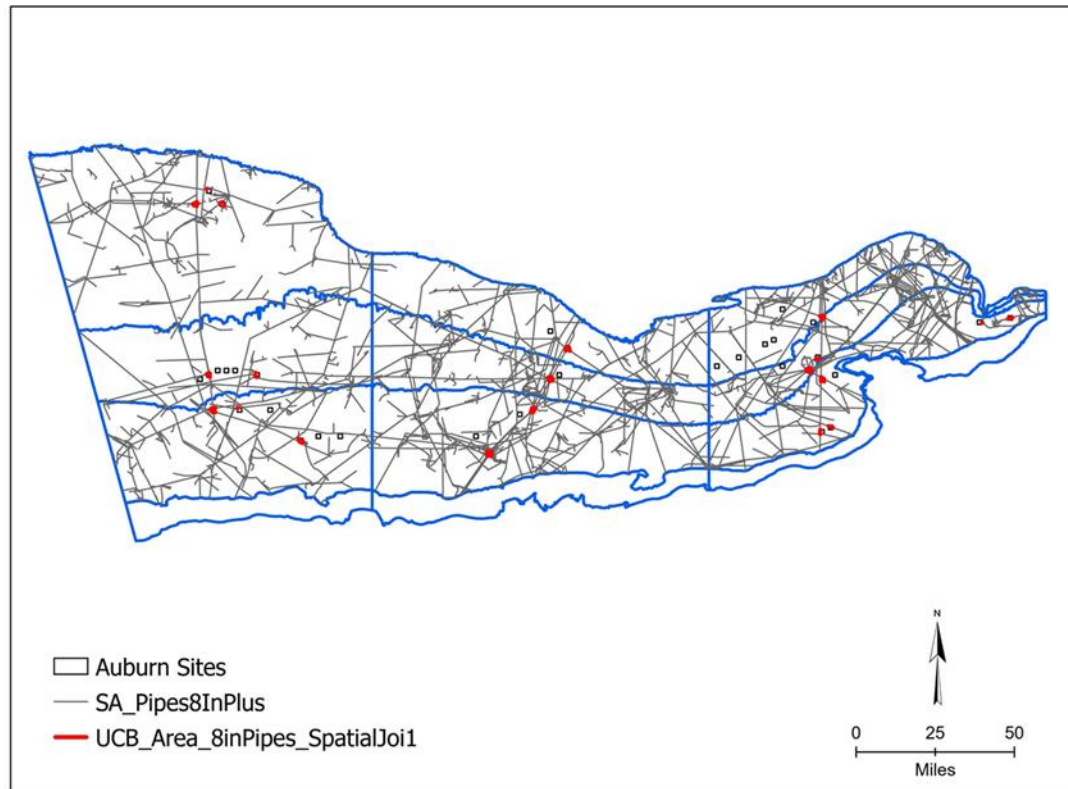 N
Auburn Sites
SA_Pipes8InPlus
UCB_Area_8inPipes_SpatialJoi1
0 25 50
Miles